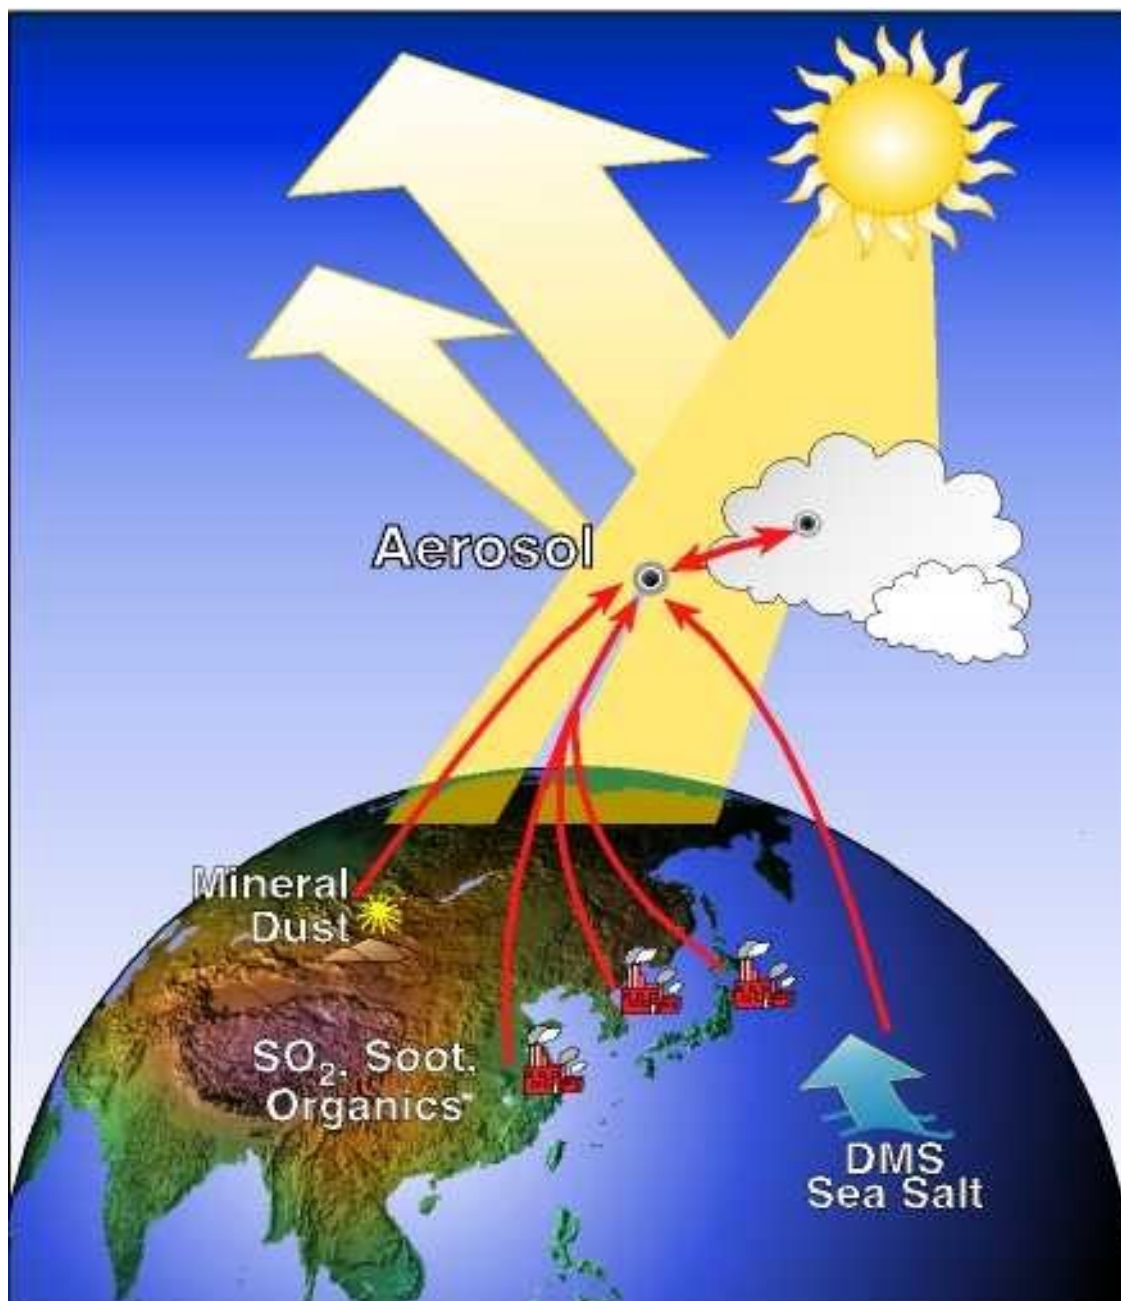 Aerosol
Mineral
Dust
SO₂, Soot,
Organics
DMS
Sea Salt